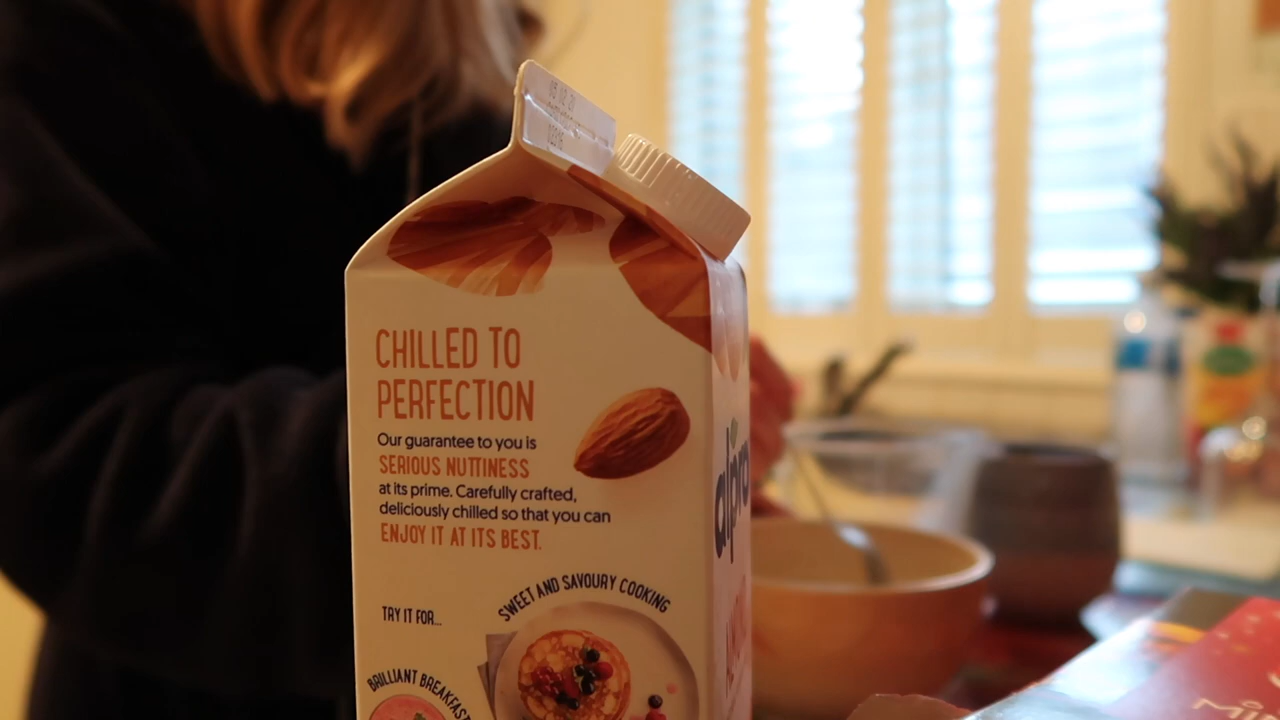 CHILLED TO
PERFECTION
Our guarantee to you is
SERIOUS NUTTINESS
at its prime. Carefully crafted,
deliciously chilled so that you can
ENJOY IT AT ITS BEST.
TRY IT FOR...
SWEET AND SAVOURY COOKING
BRILLIANT BREAKFAST
alpro